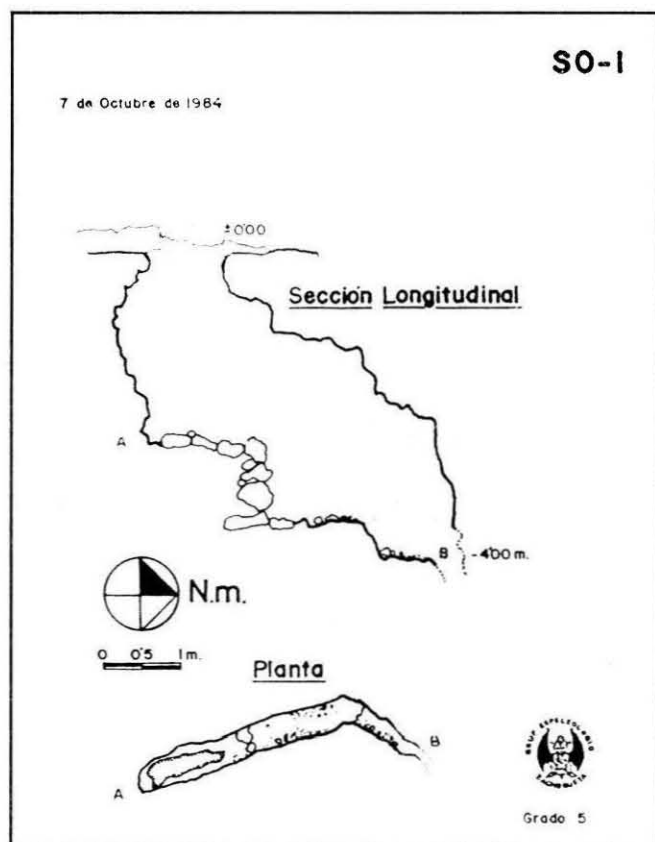 SO-1
7 de Octubre de 1984
±0'00
Sección Longitudinal
A
B -4'00 m.
N.m.
0 0'5 1 m.
Planta
B
A
Grado 5